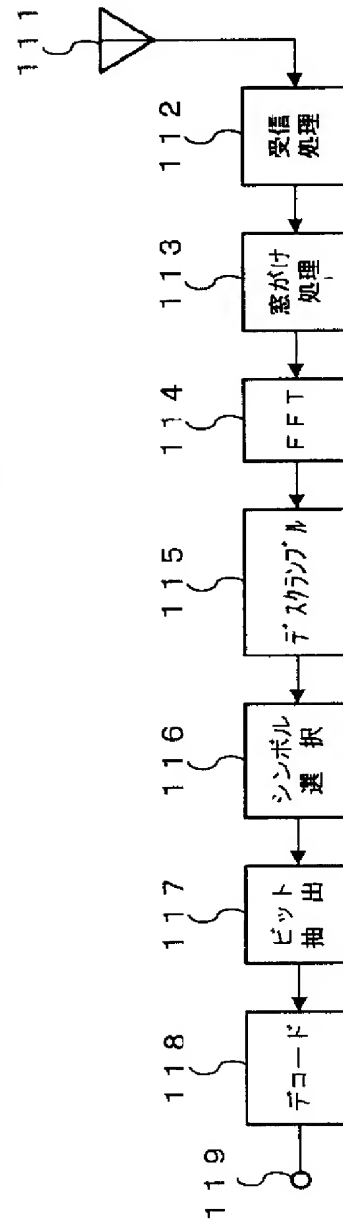 111
112
受信
処理
113
窓がけ
処理
114
FFT
115
デスクランブル
116
シンボル
選択
117
ビット
抽出
118
デコード
119